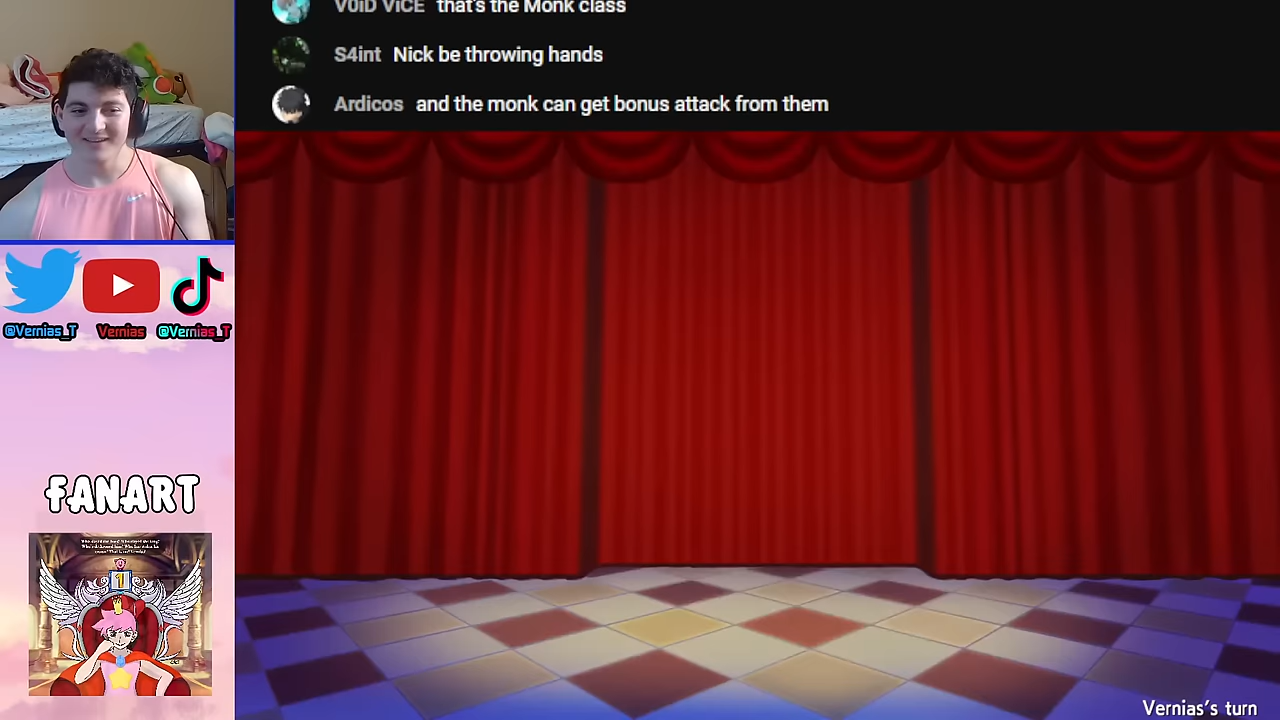 V0iD ViCE that's the Monk class
S4int Nick be throwing hands
Ardicos and the monk can get bonus attack from them
@Vernias_T Vernias @Vernias_T
FANART
1
Vernias's turn